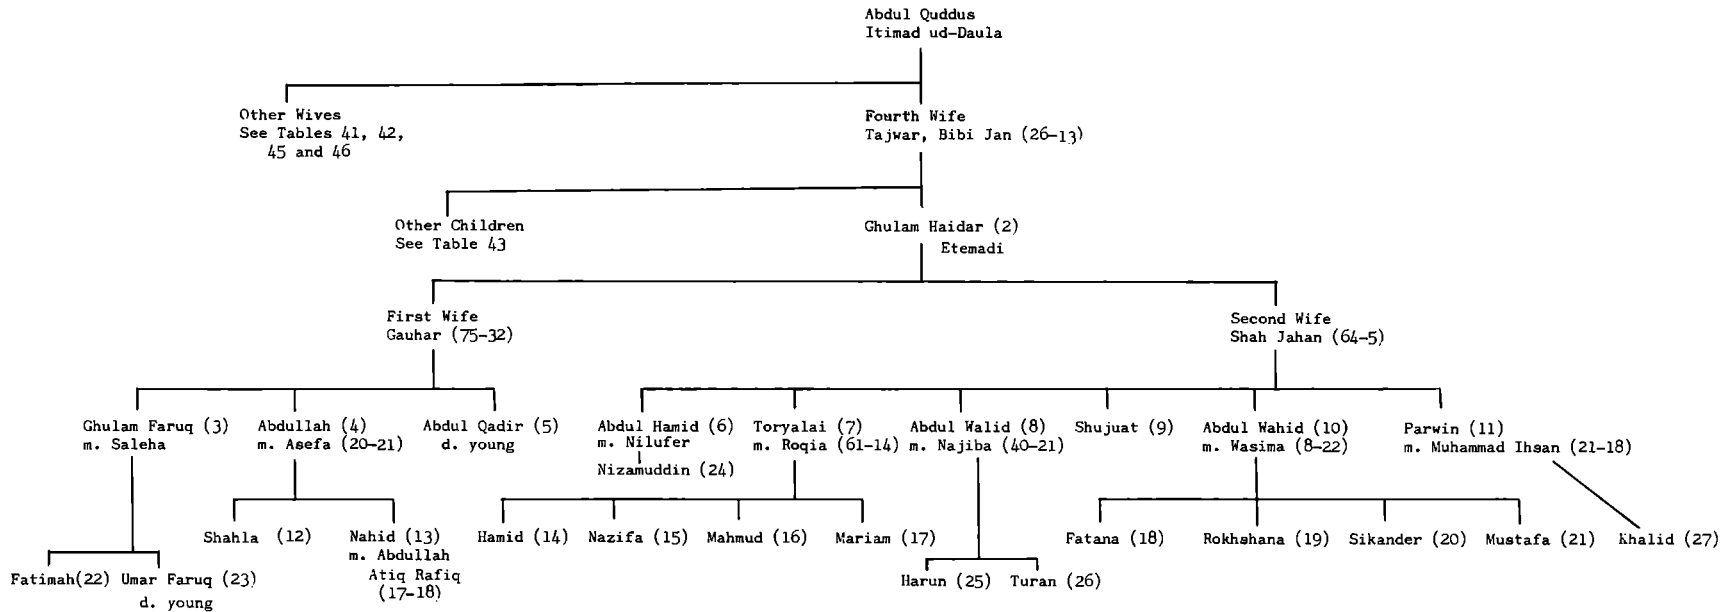 Abdul Quddus
Itimad ud-Daula
Other Wives
See Tables 41, 42,
45 and 46
Fourth Wife
Tajwar, Bibi Jan (26-13)
Other Children
See Table 43
Ghulam Haidar (2)
Etemadi
First Wife
Gauhar (75-32)
Second Wife
Shah Jahan (64-5)
Ghulam Faruq (3)
m. Saleha
Abdullah (4)
m. Asefa (20-21)
Abdul Qadir (5)
d. young
Abdul Hamid (6)
m. Nilufer
Nizamuddin (24)
Toryalai (7)
m. Roqia (61-14)
Abdul Walid (8)
m. Najiba (40-21)
Shujuat (9)
Abdul Wahid (10)
m. Wasima (8-22)
Parwin (11)
m. Muhammad Ihsan (21-18)
Shahla (12)
Nahid (13)
m. Abdullah
Atiq Rafiq
(17-18)
Hamid (14)
Nazifa (15)
Mahmud (16)
Mariam (17)
Fatana (18)
Rokhshana (19)
Sikander (20)
Mustafa (21)
Khalid (27)
Fatimah(22)
Umar Faruq (23)
d. young
Harun (25)
Turan (26)